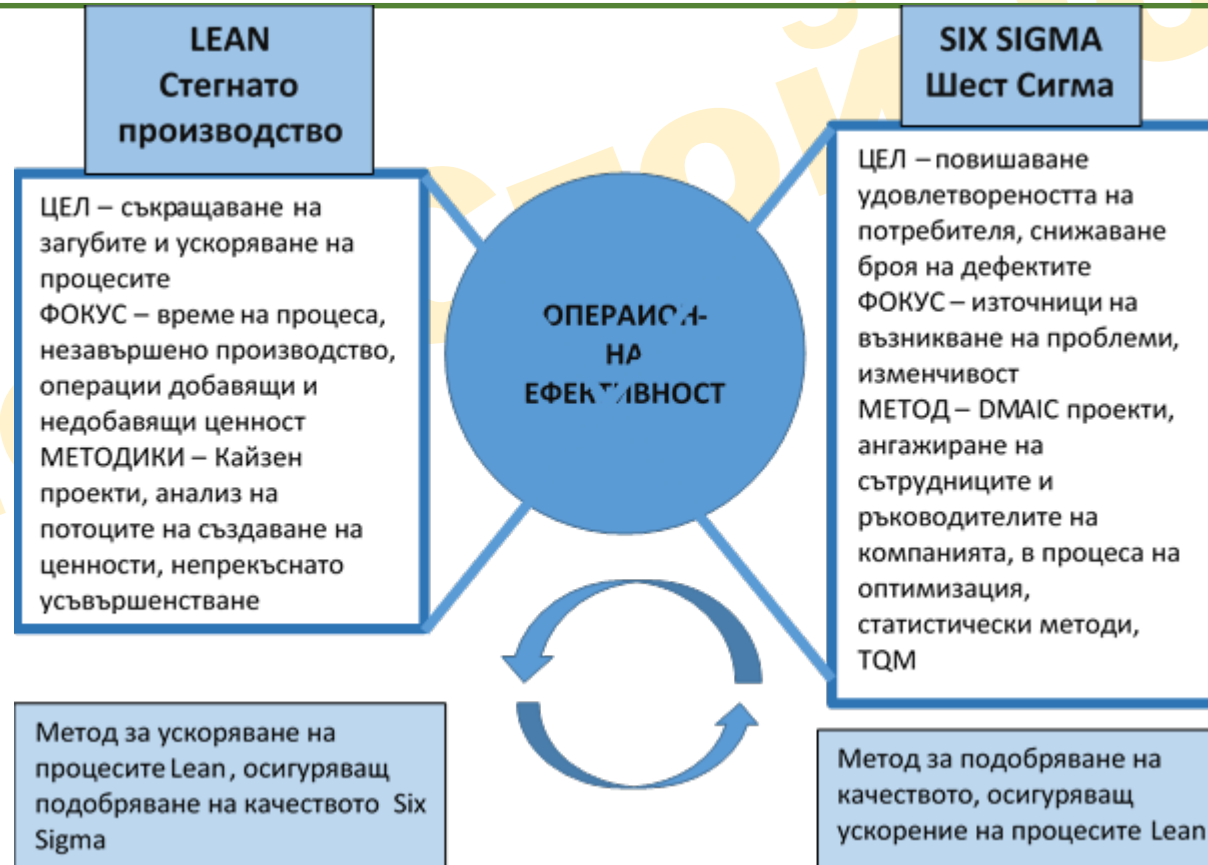 LEAN
Стегнато
производство
ЦЕЛ – съкращаване на
загубите и ускоряване на
процесите
ФОКУС – време на процеса,
незавършено производство,
операции добавящи и
недобавящи ценност
МЕТОДИКИ – Кайзен
проекти, анализ на
потоците на създаване на
ценности, непрекъснато
усъвършенстване
Метод за ускоряване на
процесите Lean, осигуряващ
подобряване на качеството Six
Sigma
НА
SIX SIGMA
Шест Сигма
ЦЕЛ – повишаване
удовлетвореността на
потребителя, снижаване
броя на дефектите
ФОКУС – източници на
възникване на проблеми,
изменчивост
МЕТОД – DMAIC проекти,
ангажиране на
сътрудниците и
ръководителите на
компанията, в процеса на
оптимизация,
статистически методи,
TQM
Метод за подобряване на
качеството, осигуряващ
ускорение на процесите Lean